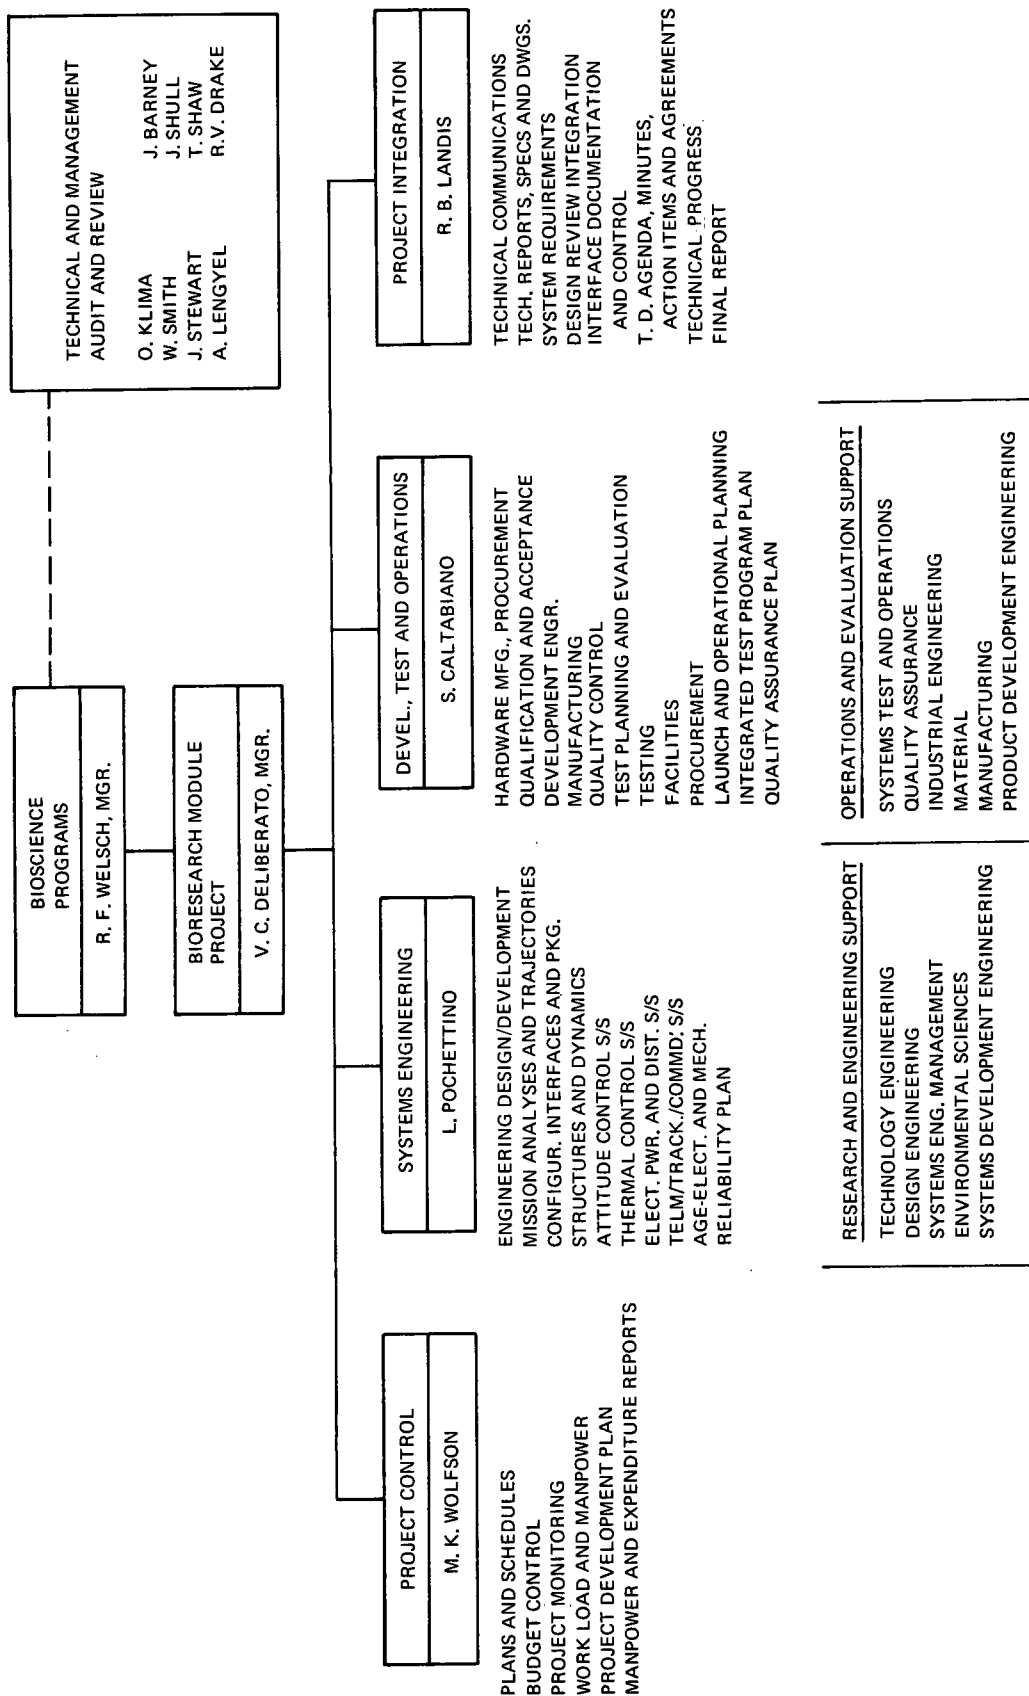 BIOSCIENCE
PROGRAMS
R. F. WELSCH, MGR.
TECHNICAL AND MANAGEMENT
AUDIT AND REVIEW
O. KLIMA J. BARNEY
W. SMITH J. SHULL
J. STEWART T. SHAW
A. LENGYEL R.V. DRAKE
BIORESEARCH MODULE
PROJECT
V. C. DELIBERATO, MGR.
PROJECT CONTROL
M. K. WOLFSON
PLANS AND SCHEDULES
BUDGET CONTROL
PROJECT MONITORING
WORK LOAD AND MANPOWER
PROJECT DEVELOPMENT PLAN
MANPOWER AND EXPENDITURE REPORTS
SYSTEMS ENGINEERING
L. POCHETTINO
ENGINEERING DESIGN/DEVELOPMENT
MISSION ANALYSES AND TRAJECTORIES
CONFIGUR. INTERFACES AND PKG.
STRUCTURES AND DYNAMICS
ATTITUDE CONTROL S/S
THERMAL CONTROL S/S
ELECT. PWR. AND DIST. S/S
TELM/TRACK./COMMD. S/S
AGE-ELECT. AND MECH.
RELIABILITY PLAN
DEVEL., TEST AND OPERATIONS
S. CALTABIANO
HARDWARE MFG., PROCUREMENT
QUALIFICATION AND ACCEPTANCE
DEVELOPMENT ENGR.
MANUFACTURING
QUALITY CONTROL
TEST PLANNING AND EVALUATION
TESTING
FACILITIES
PROCUREMENT
LAUNCH AND OPERATIONAL PLANNING
INTEGRATED TEST PROGRAM PLAN
QUALITY ASSURANCE PLAN
PROJECT INTEGRATION
R. B. LANDIS
TECHNICAL COMMUNICATIONS
TECH. REPORTS, SPECS AND DWGS.
SYSTEM REQUIREMENTS
DESIGN REVIEW INTEGRATION
INTERFACE DOCUMENTATION
AND CONTROL
T. D. AGENDA, MINUTES,
ACTION ITEMS AND AGREEMENTS
TECHNICAL PROGRESS
FINAL REPORT
RESEARCH AND ENGINEERING SUPPORT
TECHNOLOGY ENGINEERING
DESIGN ENGINEERING
SYSTEMS ENG. MANAGEMENT
ENVIRONMENTAL SCIENCES
SYSTEMS DEVELOPMENT ENGINEERING
OPERATIONS AND EVALUATION SUPPORT
SYSTEMS TEST AND OPERATIONS
QUALITY ASSURANCE
INDUSTRIAL ENGINEERING
MATERIAL
MANUFACTURING
PRODUCT DEVELOPMENT ENGINEERING